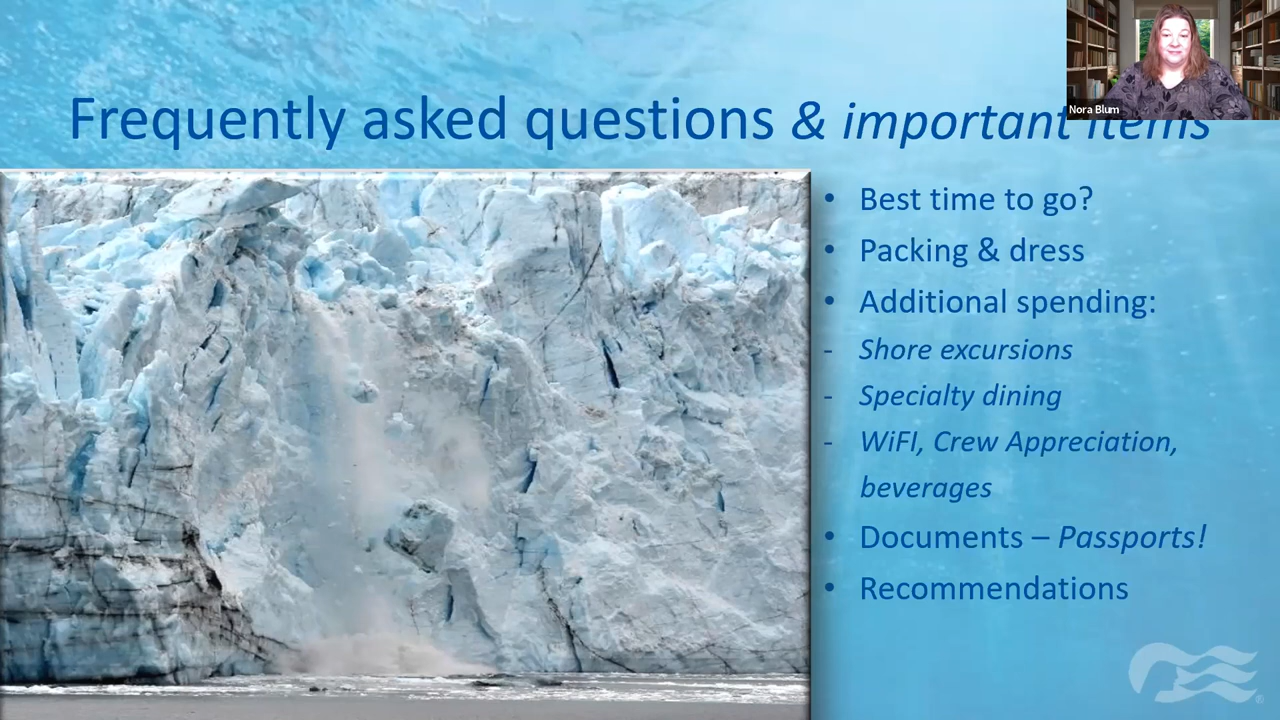 Nora Blum
Frequently asked questions & important items
• Best time to go?
• Packing & dress
• Additional spending:
- Shore excursions
- Specialty dining
- WiFI, Crew Appreciation,
beverages
• Documents – Passports!
• Recommendations
®